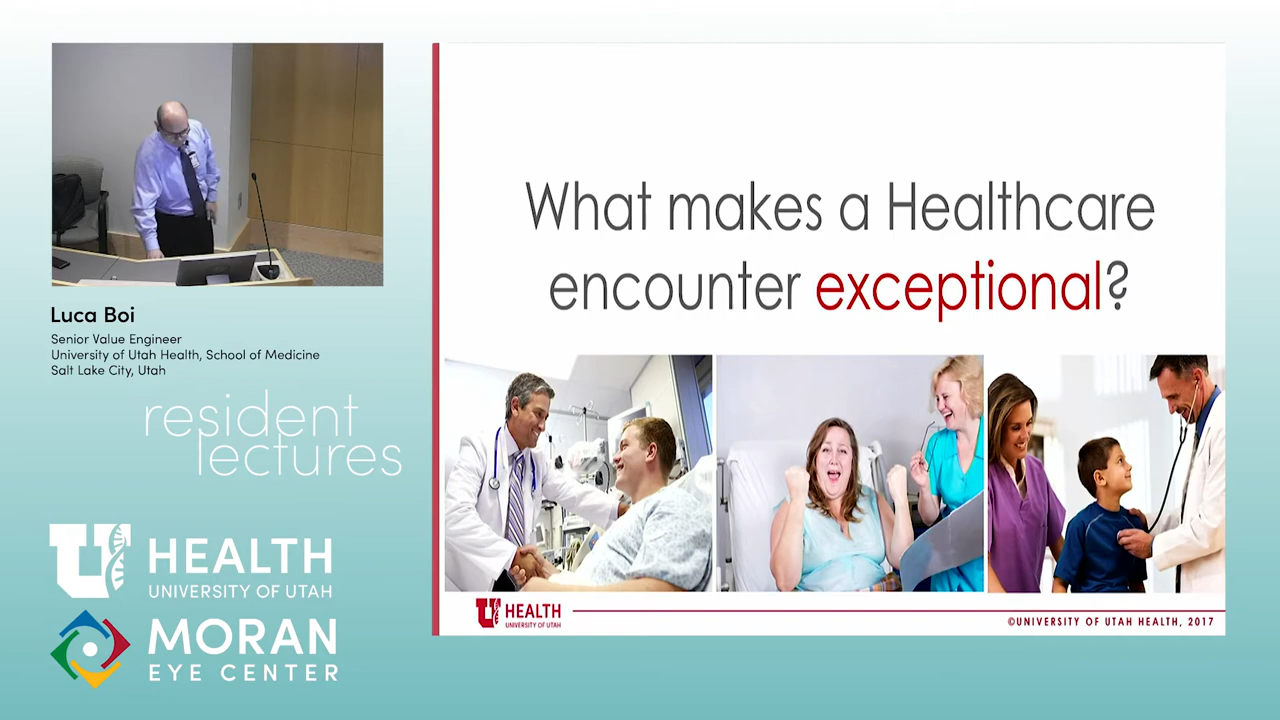 Luca Boi
Senior Value Engineer
University of Utah Health, School of Medicine
Salt Lake City, Utah
resident
lectures
U HEALTH
UNIVERSITY OF UTAH
MORAN
EYE CENTER
What makes a Healthcare
encounter exceptional?
U HEALTH
UNIVERSITY OF UTAH
©UNIVERSITY OF UTAH HEALTH, 2017